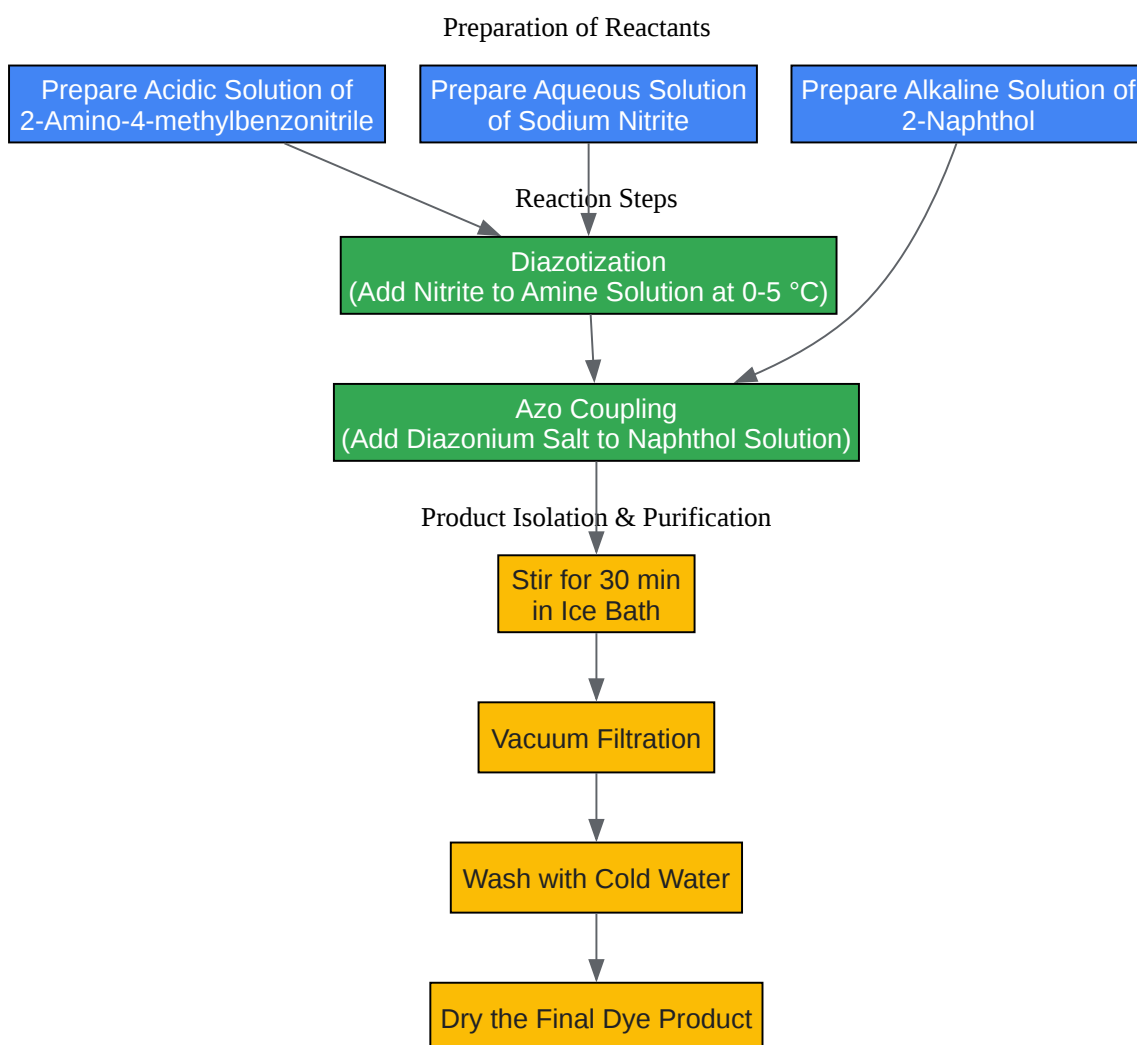 Preparation of Reactants
Prepare Acidic Solution of
2-Amino-4-methylbenzonitrile
Prepare Aqueous Solution
of Sodium Nitrite
Prepare Alkaline Solution of
2-Naphthol
Reaction Steps
Diazotization
(Add Nitrite to Amine Solution at 0-5 °C)
Azo Coupling
(Add Diazonium Salt to Naphthol Solution)
Product Isolation & Purification
Stir for 30 min
in Ice Bath
Vacuum Filtration
Wash with Cold Water
Dry the Final Dye Product